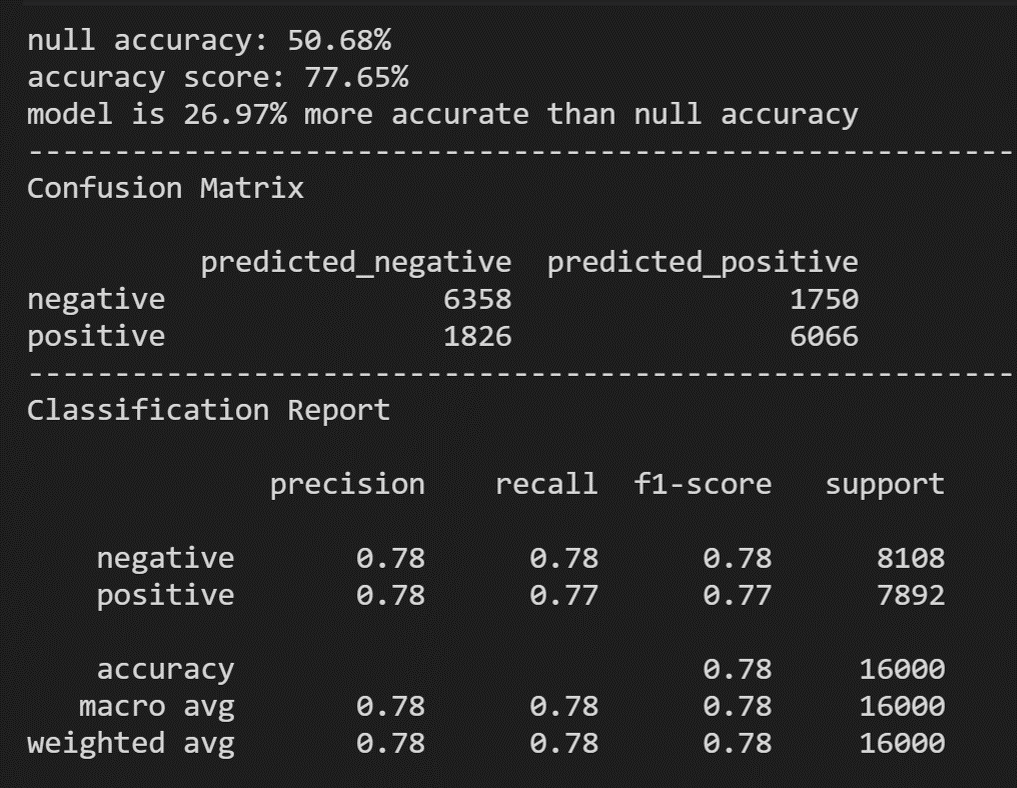 null accuracy: 50.68%
accuracy score: 77.65%
model is 26.97% more accurate than null accuracy
---------------------------------------------------------
Confusion Matrix
predicted_negative predicted_positive
negative 6358 1750
positive 1826 6066
---------------------------------------------------------
Classification Report
precision recall f1-score support
negative 0.78 0.78 0.78 8108
positive 0.78 0.77 0.77 7892
accuracy 0.78 16000
macro avg 0.78 0.78 0.78 16000
weighted avg 0.78 0.78 0.78 16000